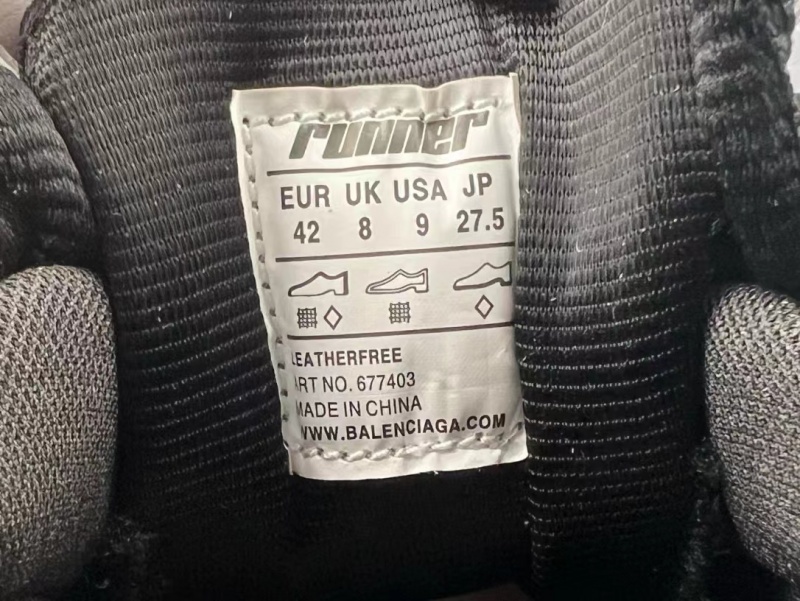 runner
EUR UK USA JP
42 8 9 27.5
LEATHERFREE
ART NO. 677403
MADE IN CHINA
WWW.BALENCIAGA.COM